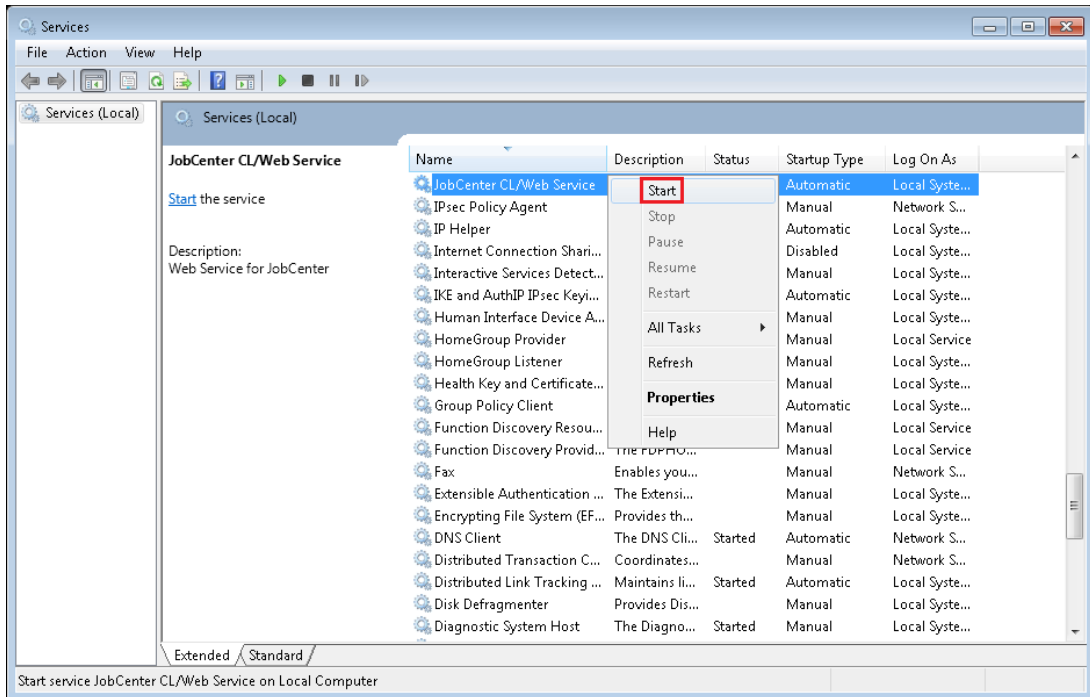 Services
File Action View Help
Services (Local)
Services (Local)
JobCenter CL/Web Service
Start the service
Description:
Web Service for JobCenter
Name Description Status Startup Type Log On As
JobCenter CL/Web Service Automatic Local Syste...
IPsec Policy Agent Manual Network S...
IP Helper Automatic Local Syste...
Internet Connection Shari... Disabled Local Syste...
Interactive Services Detect... Manual Local Syste...
IKE and AuthIP IPsec Keyi... Automatic Local Syste...
Human Interface Device A... Manual Local Syste...
HomeGroup Provider Manual Local Service
HomeGroup Listener Manual Local Syste...
Health Key and Certificate... Manual Local Syste...
Group Policy Client Automatic Local Syste...
Function Discovery Resou... Manual Local Service
Function Discovery Provid... The FDPHO... Manual Local Service
Fax Enables you... Manual Network S...
Extensible Authentication ... The Extensi... Manual Local Syste...
Encrypting File System (EF... Provides th... Manual Local Syste...
DNS Client The DNS Cli... Started Automatic Network S...
Distributed Transaction C... Coordinates... Manual Network S...
Distributed Link Tracking ... Maintains li... Started Automatic Local Syste...
Disk Defragmenter Provides Dis... Manual Local Syste...
Diagnostic System Host The Diagno... Started Manual Local Syste...
Start
Stop
Pause
Resume
Restart
All Tasks
Refresh
Properties
Help
Extended Standard
Start service JobCenter CL/Web Service on Local Computer